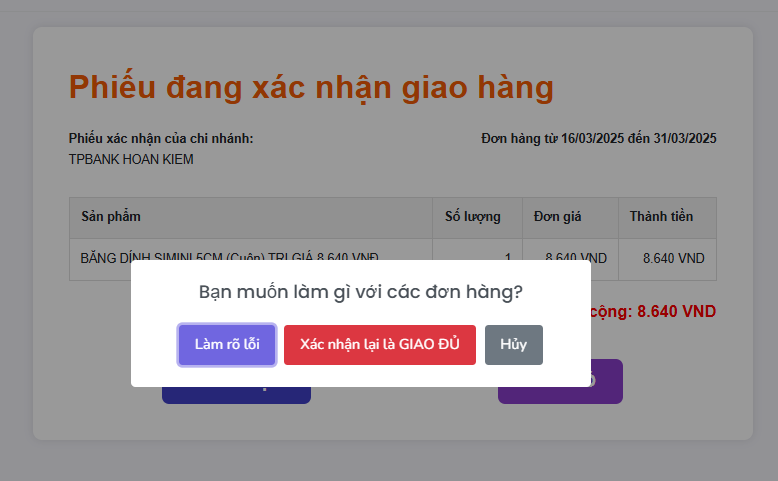 Phiếu đang xác nhận giao hàng
Phiếu xác nhận của chi nhánh:
Đơn hàng từ 16/03/2025 đến 31/03/2025
TPBANK HOAN KIEM
Sản phẩm Số lượng Đơn giá Thành tiền
BĂNG DÍNH SIMINI 5CM (Cuộn) TRỊ GIÁ 8.640 VNĐ 1 8.640 VND 8.640 VND
cộng: 8.640 VND
Bạn muốn làm gì với các đơn hàng?
Làm rõ lỗi Xác nhận lại là GIAO ĐỦ Hủy